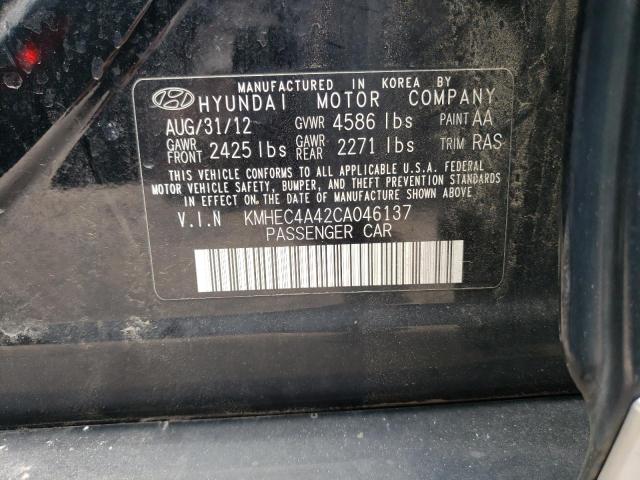 MANUFACTURED IN KOREA BY
HYUNDAI MOTOR COMPANY
AUG/31/12 GVWR 4586 lbs PAINT AA
GAWR FRONT 2425 lbs GAWR REAR 2271 lbs TRIM RAS
THIS VEHICLE CONFORMS TO ALL APPLICABLE U.S.A. FEDERAL
MOTOR VEHICLE SAFETY, BUMPER, AND THEFT PREVENTION STANDARDS
IN EFFECT ON THE DATE OF MANUFACTURE SHOWN ABOVE.
V.I.N KMHEC4A42CA046137
PASSENGER CAR